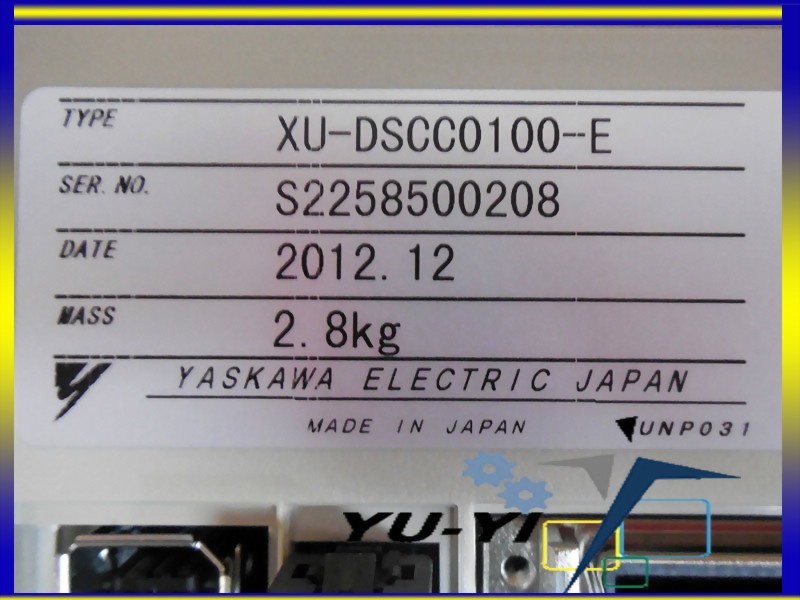 TYPE XU-DSCC0100-E
SER. NO. S2258500208
DATE 2012.12
MASS 2.8kg
YASKAWA ELECTRIC JAPAN
MADE IN JAPAN UNP031
YU-YI